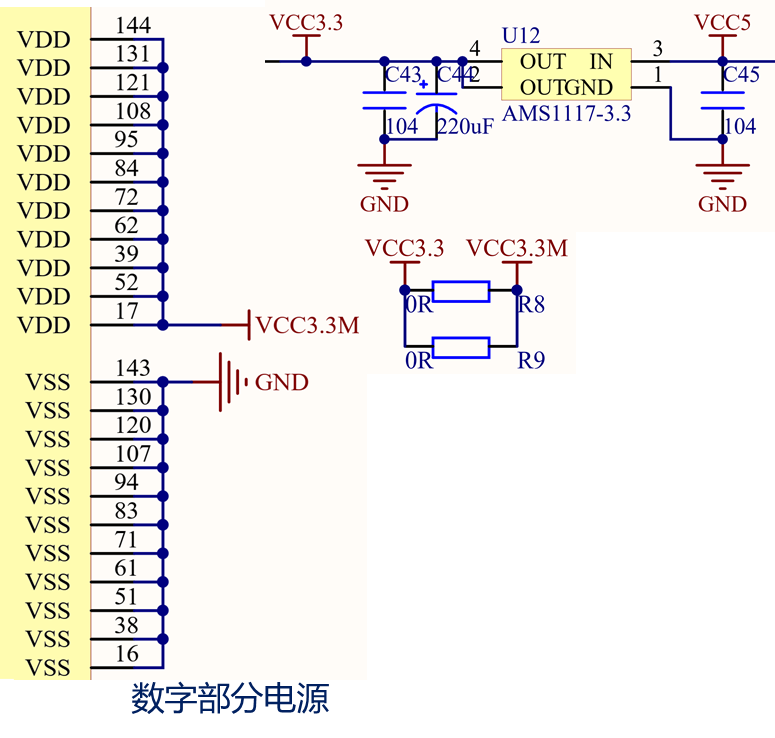 VDD 144
VDD 131
VDD 121
VDD 108
VDD 95
VDD 84
VDD 72
VDD 62
VDD 39
VDD 52
VDD 17
VCC3.3M
VSS 143
GND
VSS 130
VSS 120
VSS 107
VSS 94
VSS 83
VSS 71
VSS 61
VSS 51
VSS 38
VSS 16
VCC3.3
VCC5
U12
4 OUT IN 3
C43 C44 2 OUTGND 1 C45
AMS1117-3.3
104 220uF 104
GND GND
VCC3.3 VCC3.3M
0R R8
0R R9
数字部分电源